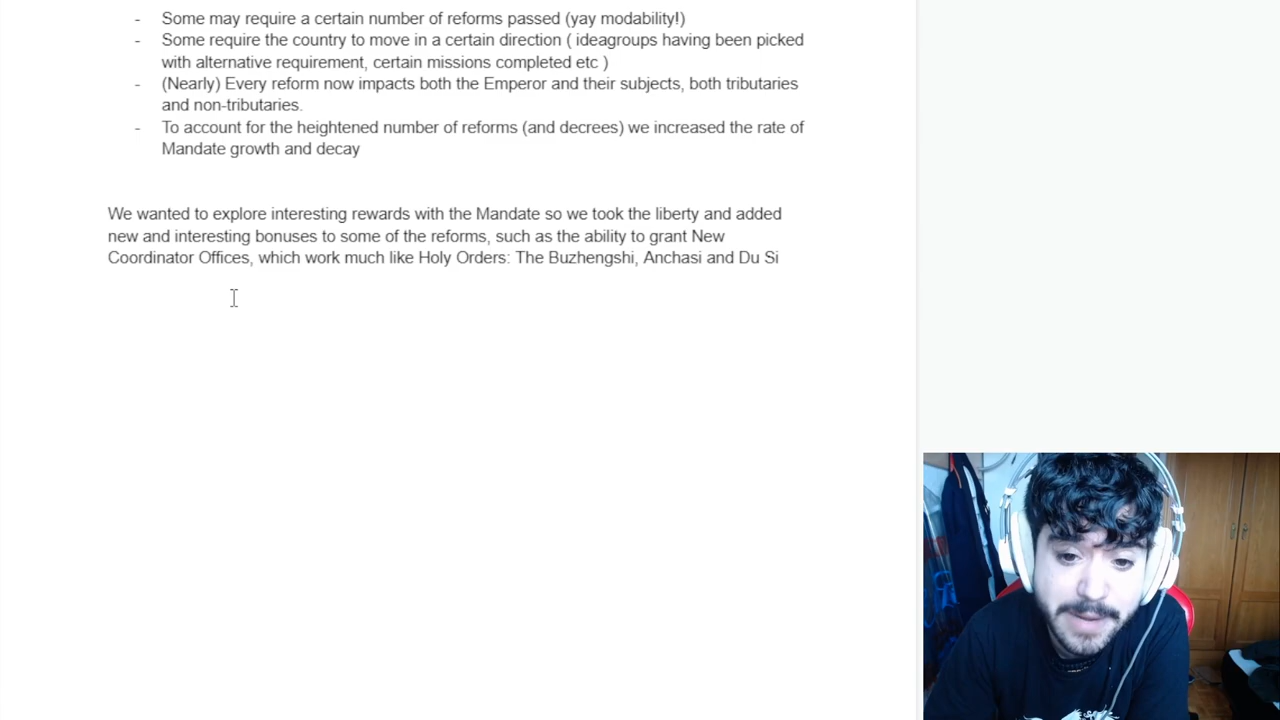 - Some may require a certain number of reforms passed (yay modability!)
- Some require the country to move in a certain direction ( ideagroups having been picked
with alternative requirement, certain missions completed etc )
- (Nearly) Every reform now impacts both the Emperor and their subjects, both tributaries
and non-tributaries.
- To account for the heightened number of reforms (and decrees) we increased the rate of
Mandate growth and decay
We wanted to explore interesting rewards with the Mandate so we took the liberty and added
new and interesting bonuses to some of the reforms, such as the ability to grant New
Coordinator Offices, which work much like Holy Orders: The Buzhengshi, Anchasi and Du Si